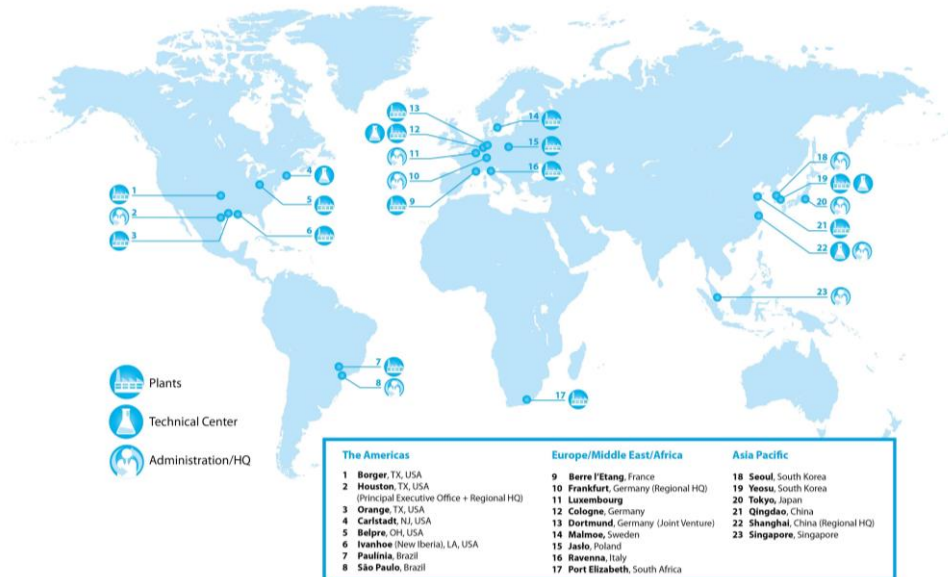 13
12
11
10
9
14
15
16
4
1
2
3
5
6
18
19
20
21
22
23
7
8
17
Plants
Technical Center
Administration/HQ
The Americas
1 Borger, TX, USA
2 Houston, TX, USA
(Principal Executive Office + Regional HQ)
3 Orange, TX, USA
4 Carlstadt, NJ, USA
5 Belpre, OH, USA
6 Ivanhoe (New Iberia), LA, USA
7 Paulínia, Brazil
8 São Paulo, Brazil
Europe/Middle East/Africa
9 Berre l'Etang, France
10 Frankfurt, Germany (Regional HQ)
11 Luxembourg
12 Cologne, Germany
13 Dortmund, Germany (Joint Venture)
14 Malmoe, Sweden
15 Jasło, Poland
16 Ravenna, Italy
17 Port Elizabeth, South Africa
Asia Pacific
18 Seoul, South Korea
19 Yeosu, South Korea
20 Tokyo, Japan
21 Qingdao, China
22 Shanghai, China (Regional HQ)
23 Singapore, Singapore